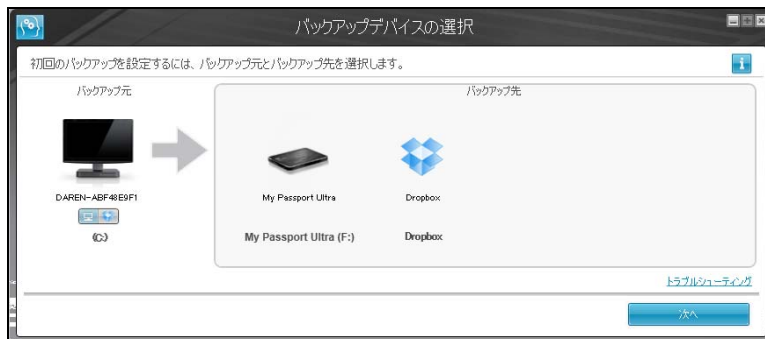 バックアップデバイスの選択
初回のバックアップを設定するには、バックアップ元とバックアップ先を選択します。
バックアップ元
バックアップ先
DAREN-ABF48E9F1
My Passport Ultra
Dropbox
(C:)
My Passport Ultra (F:)
Dropbox
トラブルシューティング
次へ